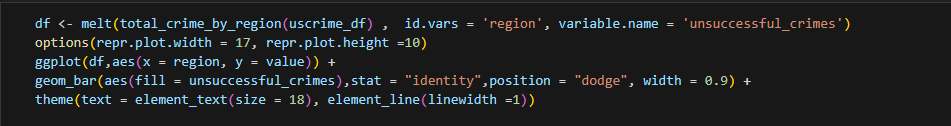 df <- melt(total_crime_by_region(uscrime_df) ,  id.vars = 'region', variable.name = 'unsuccessful_crimes')
options(repr.plot.width = 17, repr.plot.height =10)
ggplot(df,aes(x = region, y = value)) +
geom_bar(aes(fill = unsuccessful_crimes),stat = "identity",position = "dodge", width = 0.9) +
theme(text = element_text(size = 18), element_line(linewidth =1))